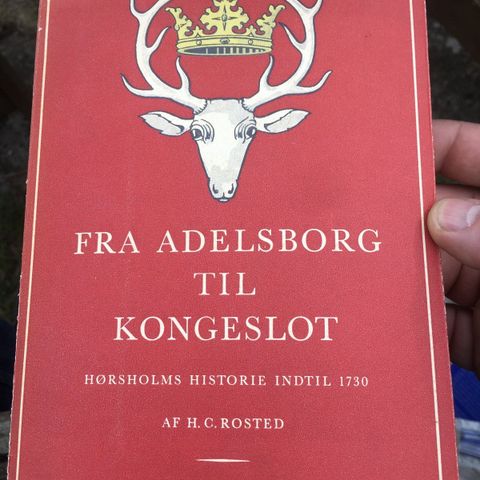 FRA ADELSBORG
TIL
KONGESLOT
HØRSHOLMS HISTORIE INDTIL 1730
AF H. C. ROSTED